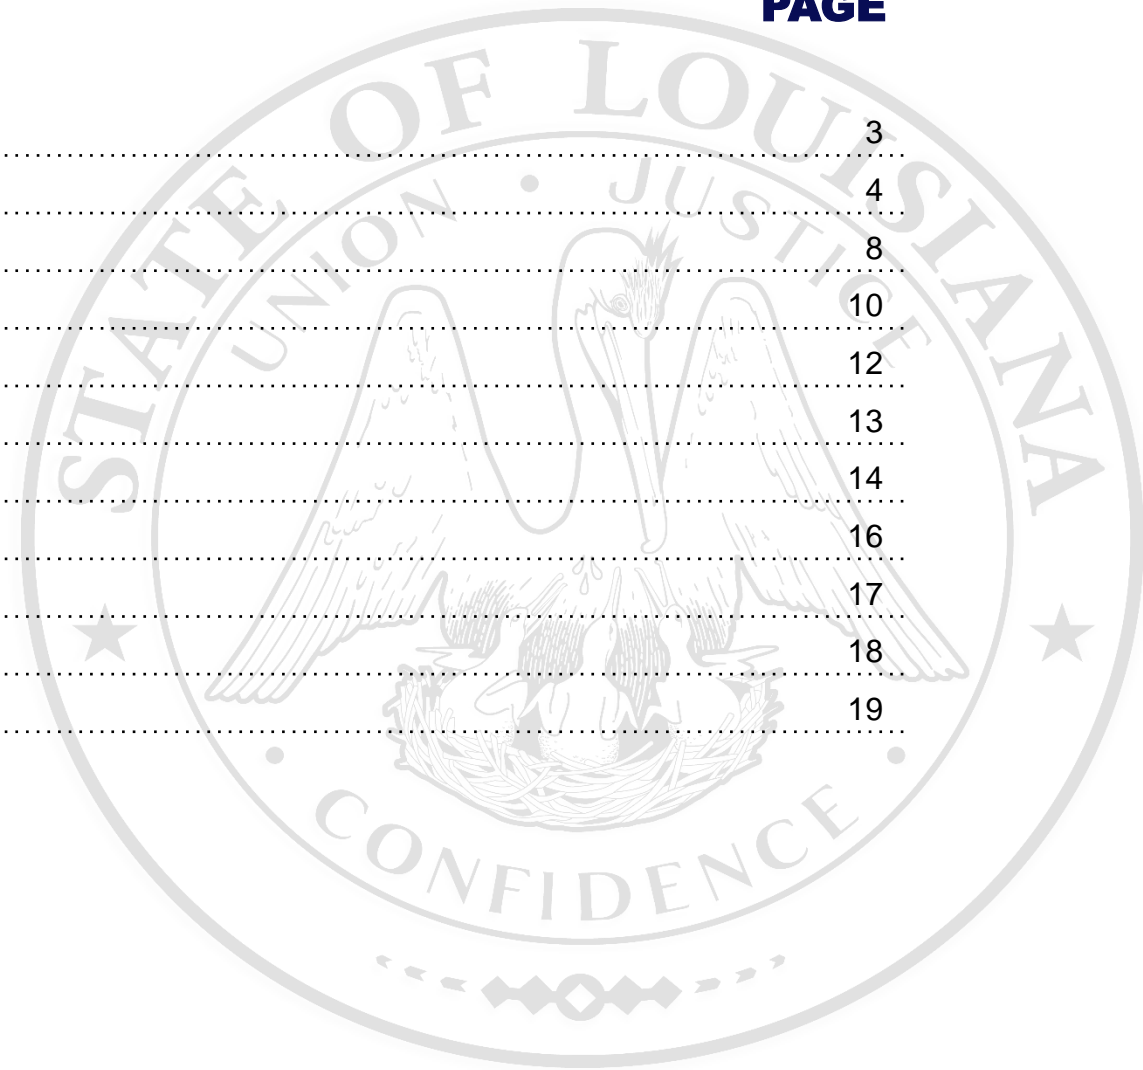 PAGE
STATE OF LOUISIANA
UNION • JUSTICE
........ 3
........ 4
........ 8
........ 10
........ 12
........ 13
........ 14
........ 16
........ 17
........ 18
........ 19
• CONFIDENCE •